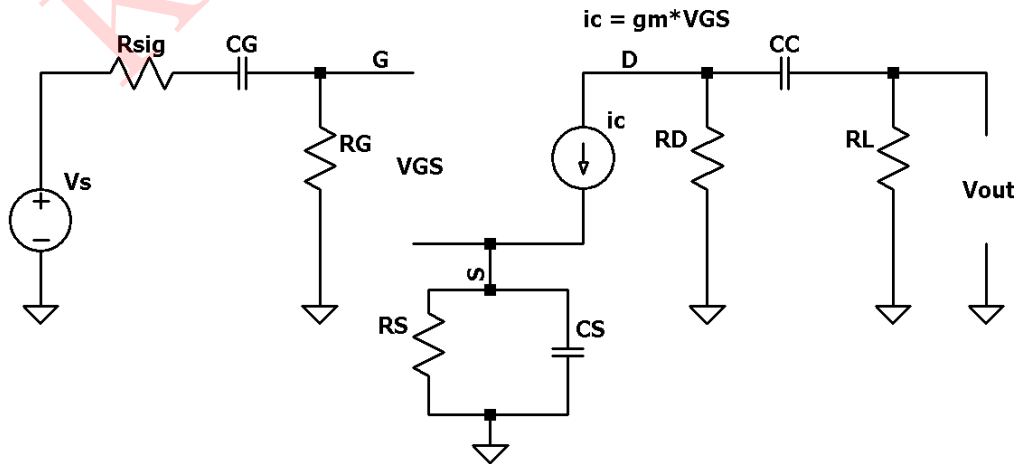 ic = gm*VGS
Rsig
CG
G
D
CC
RG
VGS
ic
RD
RL
Vs
Vout
S
RS
CS